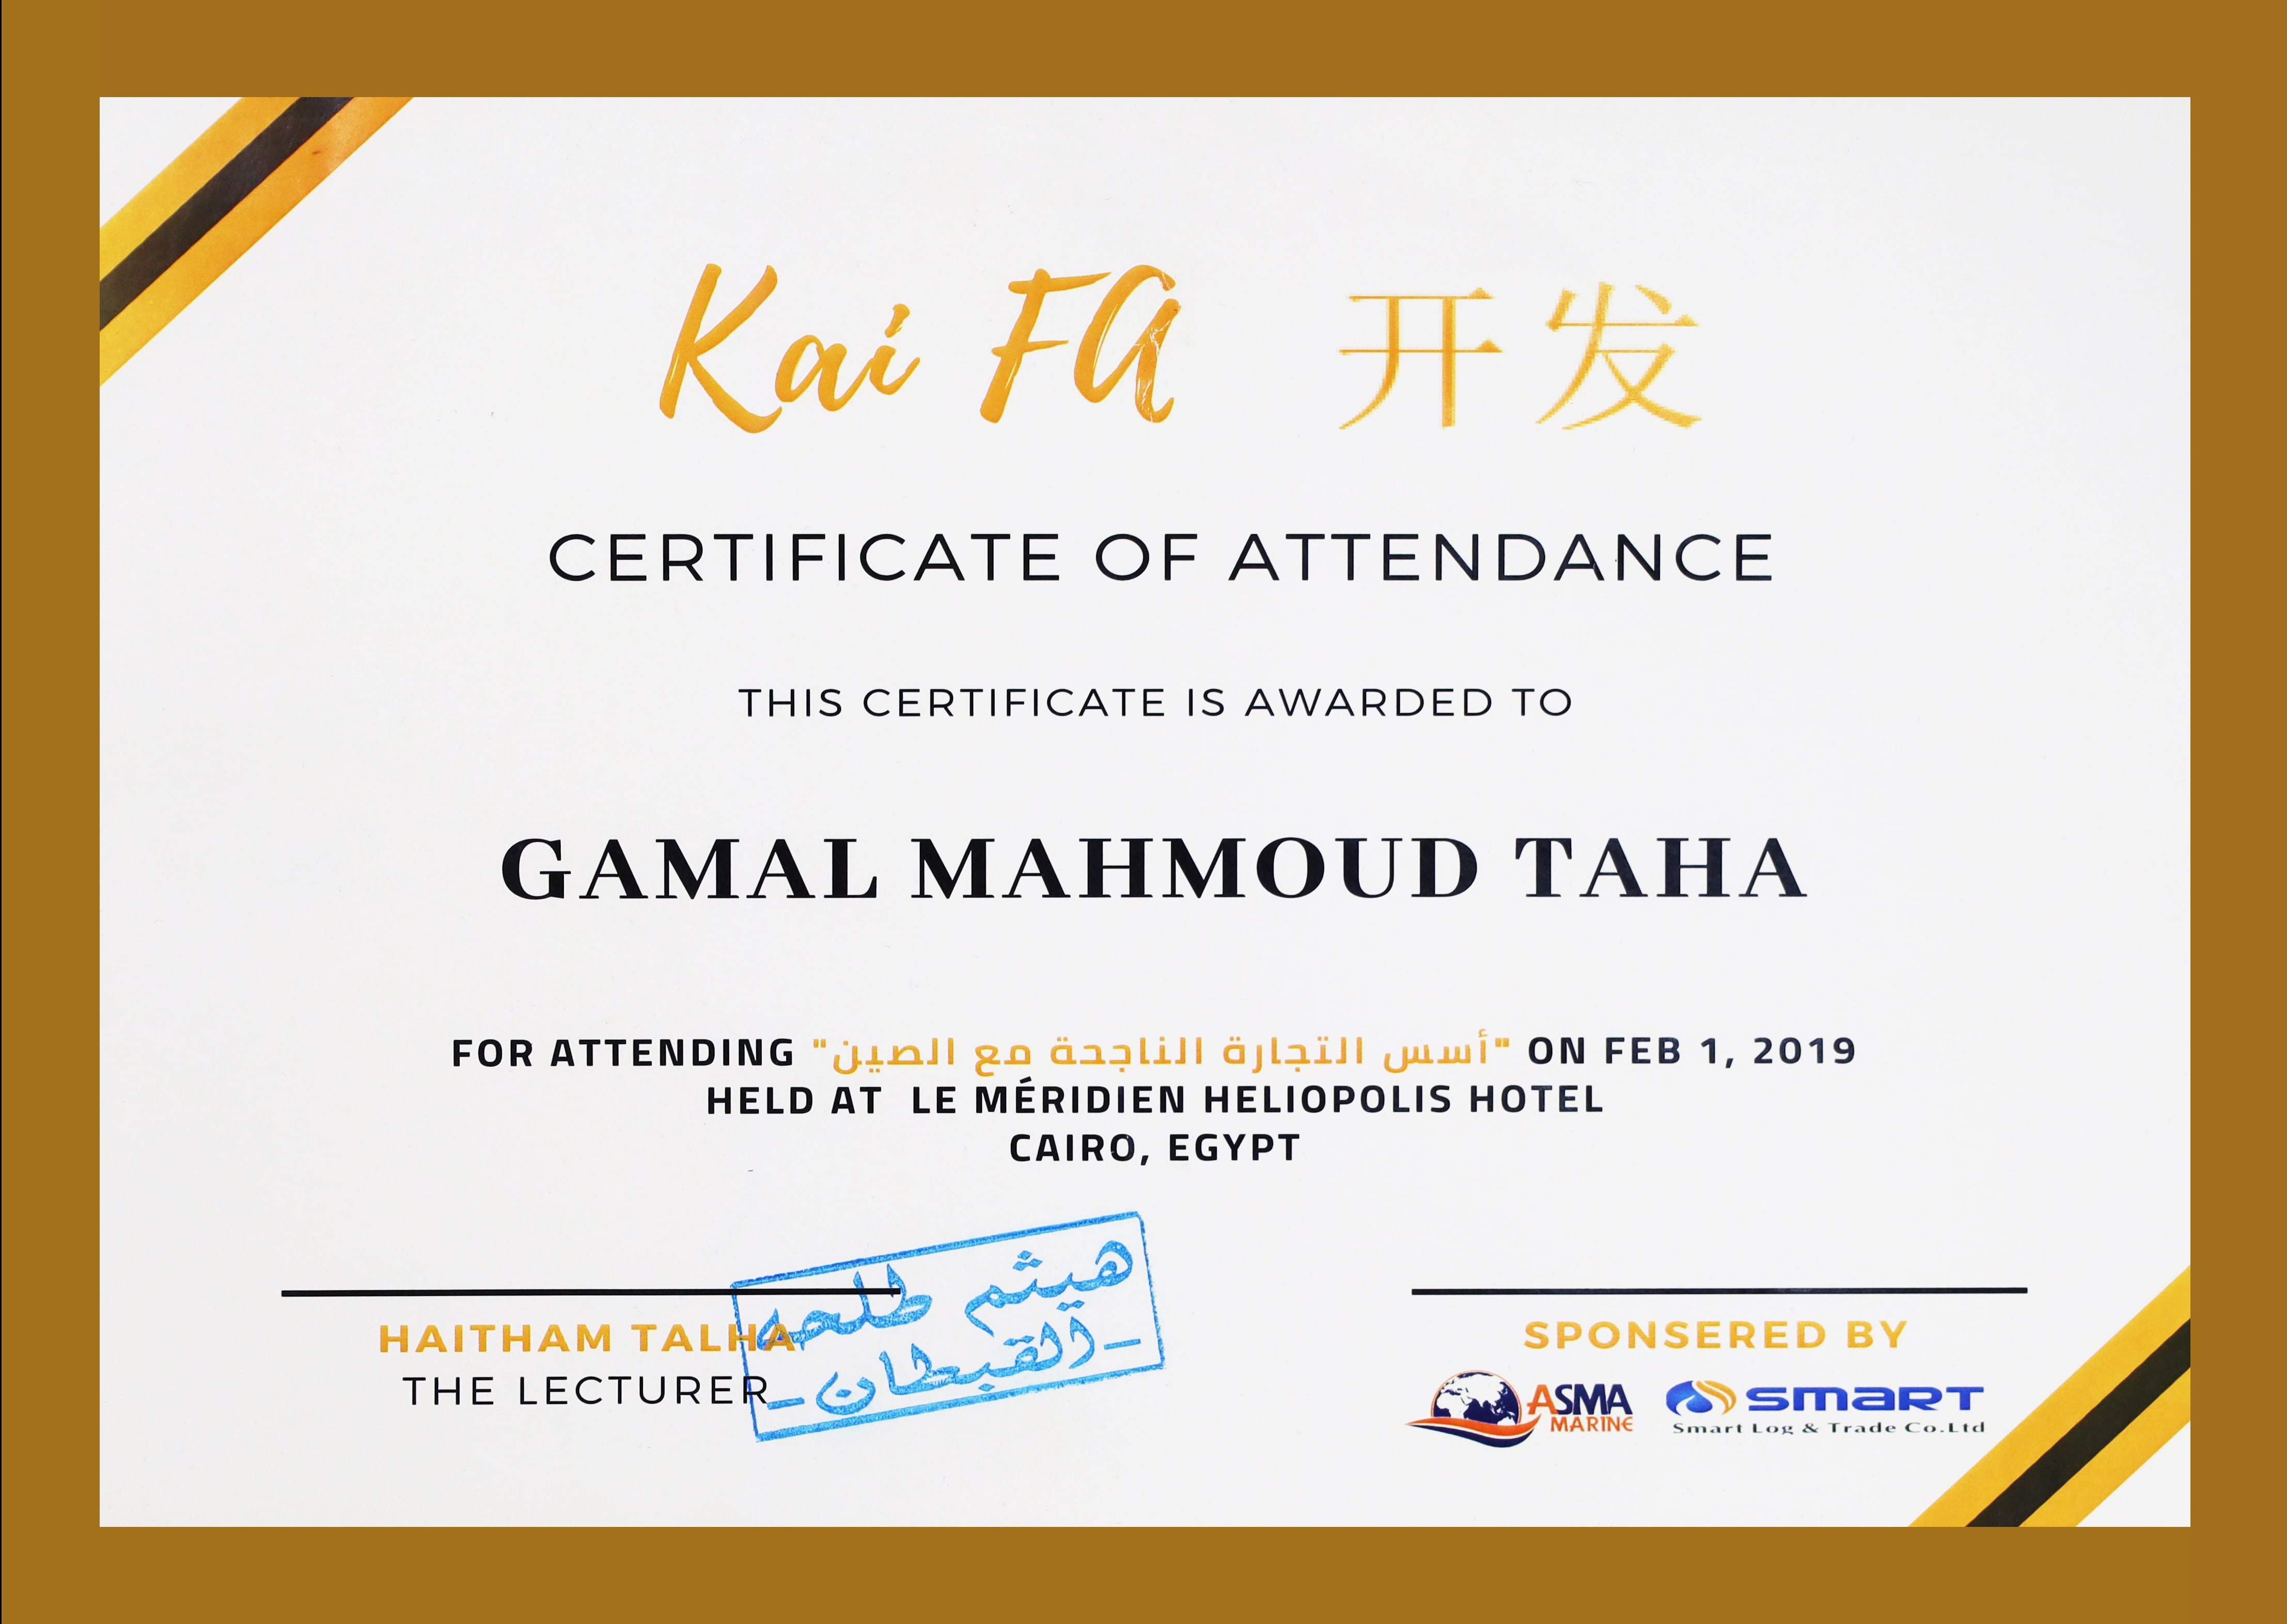 Kai FA 开发
CERTIFICATE OF ATTENDANCE
THIS CERTIFICATE IS AWARDED TO
GAMAL MAHMOUD TAHA
FOR ATTENDING "أسس التجارة الناجحة مع الصين" ON FEB 1, 2019
HELD AT LE MÉRIDIEN HELIOPOLIS HOTEL
CAIRO, EGYPT
هيثم طلحه
-القبطان-
HAITHAM TALHA
THE LECTURER
SPONSERED BY
ASMA
MARINE
smaRT
Smart Log & Trade Co.Ltd